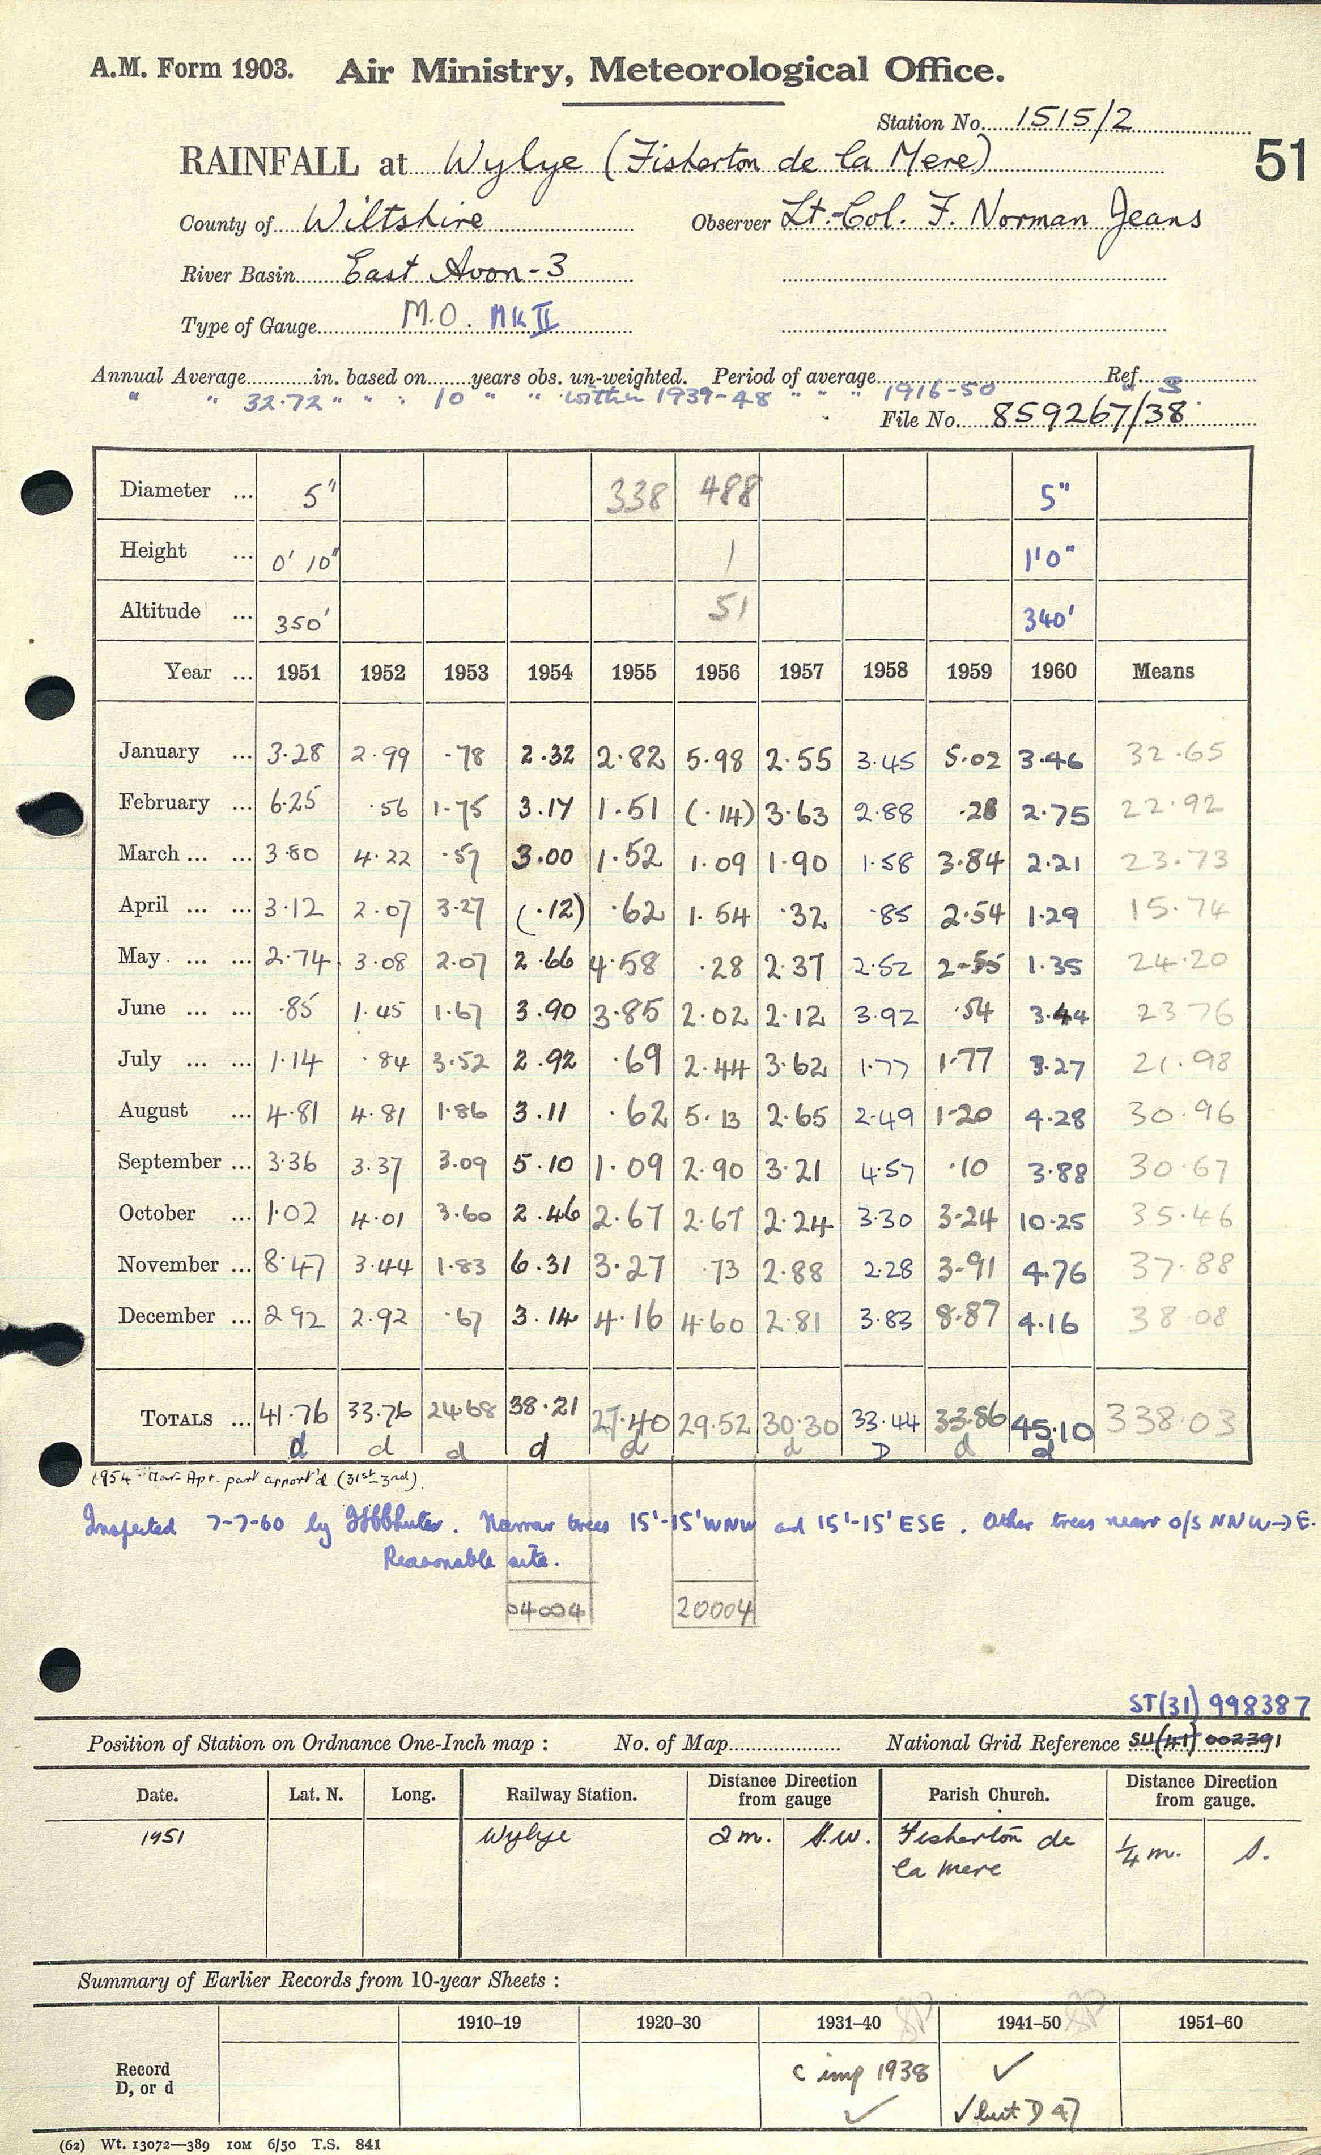 A.M. Form 1903. Air Ministry, Meteorological Office.
Station No. 1515/2
RAINFALL at Wylye (Fisherton de la Mere)
51
County of Wiltshire Observer Lt.-Col. F. Norman Jeans
River Basin East Avon-3
Type of Gauge M.O. Mk II
Annual Average in. based on years obs. un-weighted. Period of average Ref.
" " 32.72 " " " 10 " " within 1939-48 " " " 1916-50 " S
File No. 859267/38
Diameter ... 5" 338 488 5"
Height ... 0' 10" 1 1'0"
Altitude ... 350' 51 340'
Year ... 1951 1952 1953 1954 1955 1956 1957 1958 1959 1960 Means
January ... 3.28 2.99 .78 2.32 2.82 5.98 2.55 3.45 5.02 3.46 32.65
February ... 6.25 .56 1.75 3.17 1.51 (.14) 3.63 2.88 .28 2.75 22.92
March ... ... 3.80 4.22 .57 3.00 1.52 1.09 1.90 1.58 3.84 2.21 23.73
April ... ... 3.12 2.07 3.27 (.12) .62 1.54 .32 .85 2.54 1.29 15.74
May ... ... 2.74 3.08 2.07 2.66 4.58 .28 2.37 2.52 2.55 1.35 24.20
June ... ... .85 1.45 1.67 3.90 3.85 2.02 2.12 3.92 .54 3.44 23.76
July ... ... 1.14 .84 3.52 2.92 .69 2.44 3.62 1.77 1.77 3.27 21.98
August ... 4.81 4.81 1.86 3.11 .62 5.13 2.65 2.49 1.20 4.28 30.96
September ... 3.36 3.37 3.09 5.10 1.09 2.90 3.21 4.57 .10 3.88 30.67
October ... 1.02 4.01 3.60 2.46 2.67 2.67 2.24 3.30 3.24 10.25 35.46
November ... 8.47 3.44 1.83 6.31 3.27 .73 2.88 2.28 3.91 4.76 37.88
December ... 2.92 2.92 .67 3.14 4.16 4.60 2.81 3.83 8.87 4.16 38.08
TOTALS ... 41.76 33.76 24.68 38.21 27.40 29.52 30.30 33.44 33.86 45.10 338.03
d d d d d d D d d
1954 Mar-Apr. part apport'd (31st-3rd).
Inspected 7-7-60 by . Narrow trees 15'-15' WNW and 15'-15' ESE. Other trees near o/s NNW→E.
Reasonable site.
04004 20004
ST(31) 998387
Position of Station on Ordnance One-Inch map : No. of Map National Grid Reference SU(41) 002391
Date. Lat. N. Long. Railway Station. Distance Direction from gauge Parish Church. Distance Direction from gauge.
1951 Wylye 2 m. S.W. Fisherton de la mere 1/4 m. S.
Summary of Earlier Records from 10-year Sheets :
1910-19 1920-30 1931-40 1941-50 1951-60
Record D, or d
c imp 1938 ✓
✓ ✓ but D 47
(62) Wt. 13072—389 10M 6/50 T.S. 841